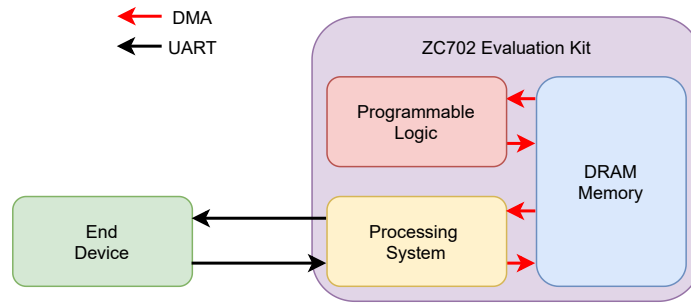 DMA
UART
ZC702 Evaluation Kit
Programmable
Logic
DRAM
Memory
End
Device
Processing
System